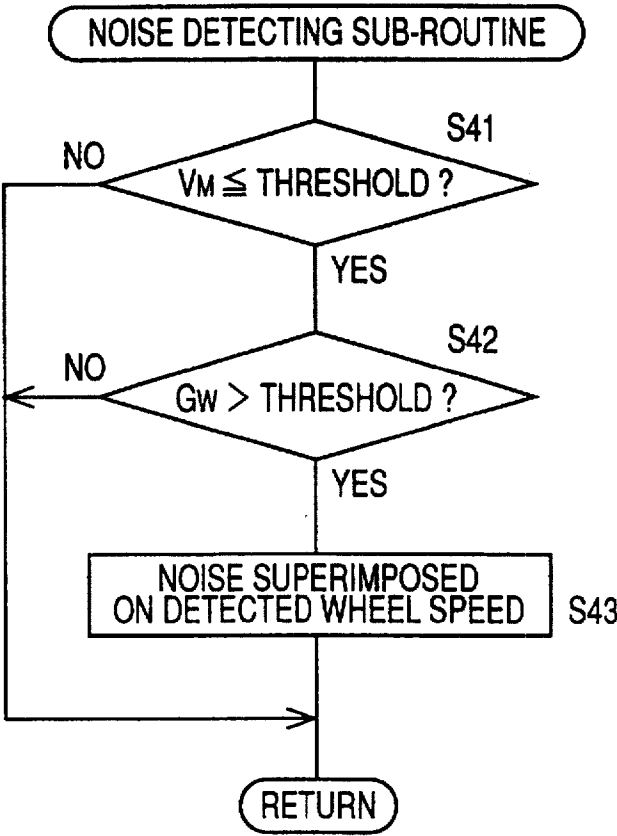 NOISE DETECTING SUB-ROUTINE
S41
NO
VM ≦ THRESHOLD ?
YES
S42
NO
GW > THRESHOLD ?
YES
NOISE SUPERIMPOSED
ON DETECTED WHEEL SPEED
S43
RETURN